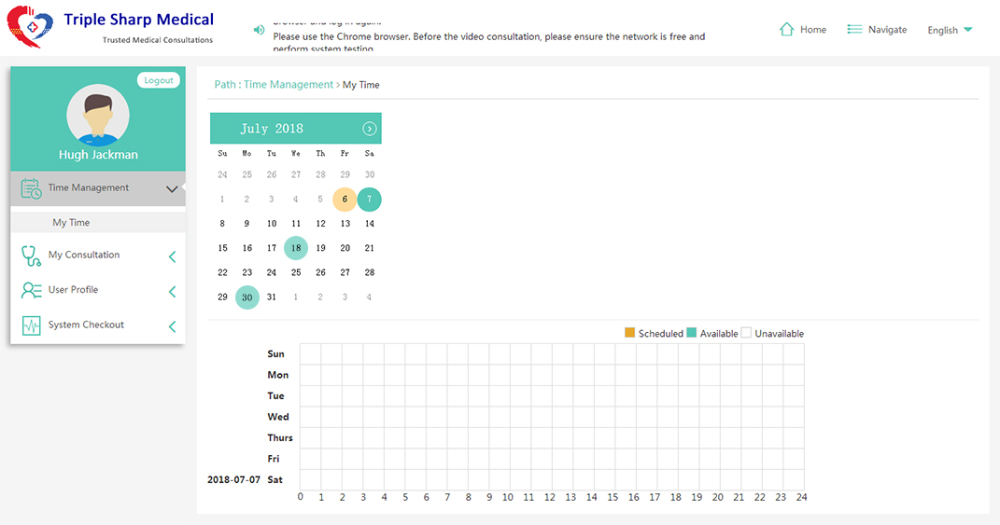 Triple Sharp Medical
Trusted Medical Consultations
browser and log in again.
Please use the Chrome browser. Before the video consultation, please ensure the network is free and
perform system testing
Home
Navigate
English
Logout
Hugh Jackman
Time Management
My Time
My Consultation
User Profile
System Checkout
Path : Time Management > My Time
July 2018
Su Mo Tu We Th Fr Sa
24 25 26 27 28 29 30
1 2 3 4 5 6 7
8 9 10 11 12 13 14
15 16 17 18 19 20 21
22 23 24 25 26 27 28
29 30 31 1 2 3 4
Scheduled Available Unavailable
Sun
Mon
Tue
Wed
Thurs
Fri
2018-07-07 Sat
0 1 2 3 4 5 6 7 8 9 10 11 12 13 14 15 16 17 18 19 20 21 22 23 24